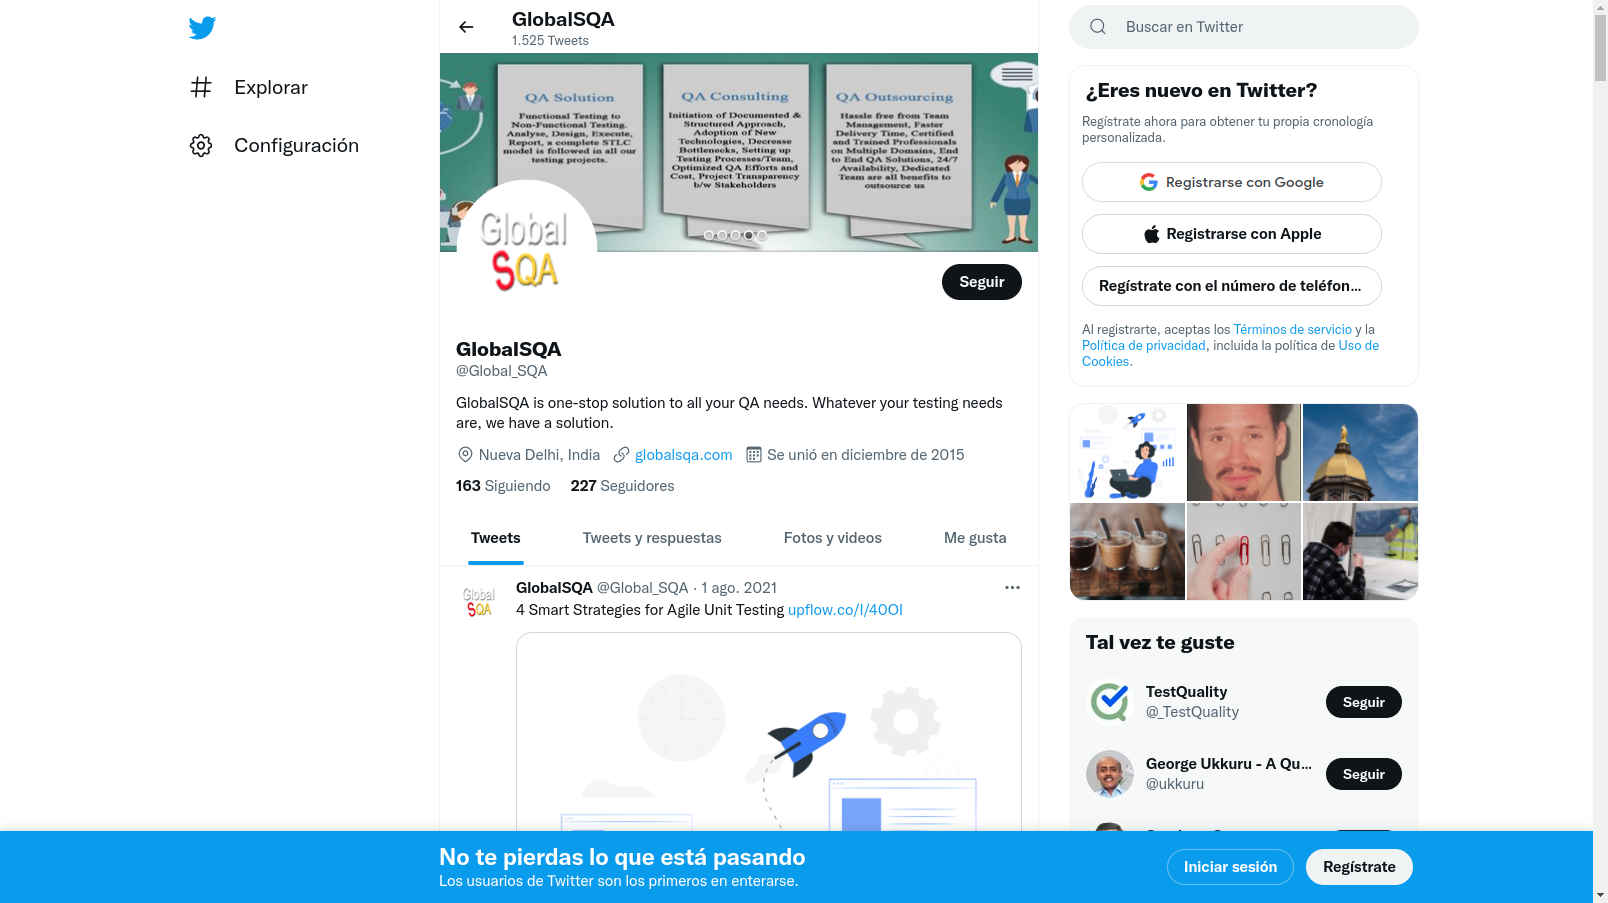 Explorar
Configuración
GlobalSQA
1.525 Tweets
QA Solution
Functional Testing to
Non-Functional Testing.
Analyse, Design, Execute,
Report, a complete STLC
model is followed in all our
testing projects.
QA Consulting
Initiation of Documented &
Structured Approach,
Adoption of New
Technologies, Decrease
Bottlenecks, Setting up
Testing Processes/Team,
Optimized QA Efforts and
Cost, Project Transparency
b/w Stakeholders
QA Outsourcing
Hassle free from Team
Management, Faster
Delivery Time, Certified
and Trained Professionals
on Multiple Domains, End
to End QA Solutions, 24/7
Availability, Dedicated
Team are all benefits to
outsource us
Global
SQA
Seguir
GlobalSQA
@Global_SQA
GlobalSQA is one-stop solution to all your QA needs. Whatever your testing needs
are, we have a solution.
Nueva Delhi, India globalsqa.com Se unió en diciembre de 2015
163 Siguiendo 227 Seguidores
Tweets Tweets y respuestas Fotos y videos Me gusta
Global
SQA
GlobalSQA @Global_SQA · 1 ago. 2021
4 Smart Strategies for Agile Unit Testing upflow.co/l/40OI
Buscar en Twitter
¿Eres nuevo en Twitter?
Regístrate ahora para obtener tu propia cronología
personalizada.
Registrarse con Google
Registrarse con Apple
Regístrate con el número de teléfon...
Al registrarte, aceptas los Términos de servicio y la
Política de privacidad, incluida la política de Uso de
Cookies.
Tal vez te guste
TestQuality
@_TestQuality
Seguir
George Ukkuru - A Qu...
@ukkuru
Seguir
No te pierdas lo que está pasando
Los usuarios de Twitter son los primeros en enterarse.
Iniciar sesión
Regístrate